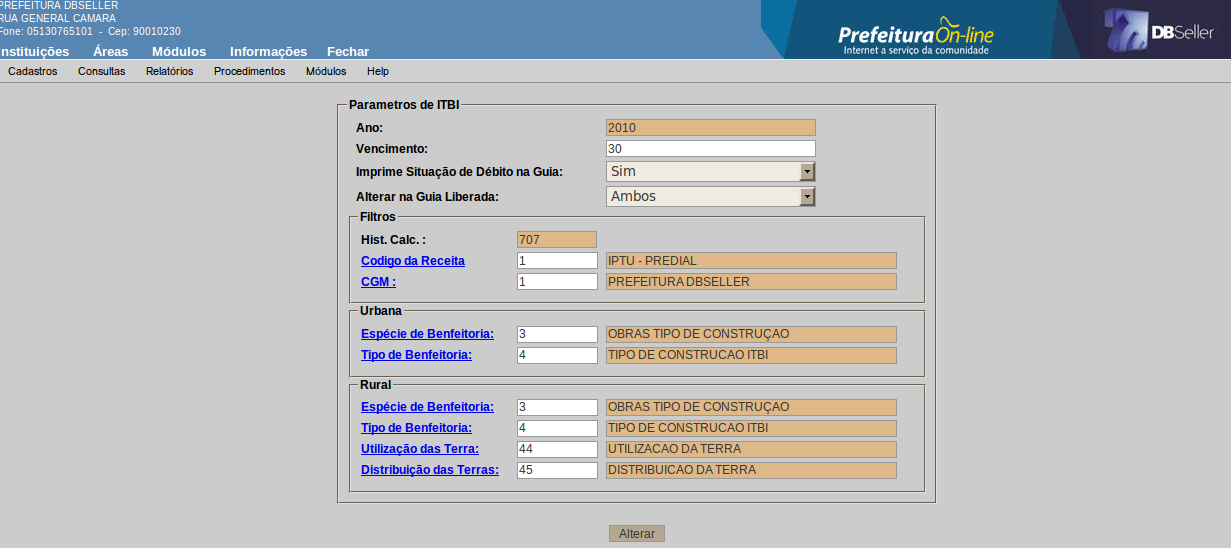 PREFEITURA DBSELLER
RUA GENERAL CAMARA
Fone: 05130765101 - Cep: 90010230
nstituições Áreas Módulos Informações Fechar
PrefeituraOn-line
Internet a serviço da comunidade
DBSeller
Cadastros Consultas Relatórios Procedimentos Módulos Help
Parametros de ITBI
Ano: 2010
Vencimento: 30
Imprime Situação de Débito na Guia: Sim
Alterar na Guia Liberada: Ambos
Filtros
Hist. Calc. : 707
Codigo da Receita 1 IPTU - PREDIAL
CGM : 1 PREFEITURA DBSELLER
Urbana
Espécie de Benfeitoria: 3 OBRAS TIPO DE CONSTRUÇAO
Tipo de Benfeitoria: 4 TIPO DE CONSTRUCAO ITBI
Rural
Espécie de Benfeitoria: 3 OBRAS TIPO DE CONSTRUÇAO
Tipo de Benfeitoria: 4 TIPO DE CONSTRUCAO ITBI
Utilização das Terra: 44 UTILIZACAO DA TERRA
Distribuição das Terras: 45 DISTRIBUICAO DA TERRA
Alterar